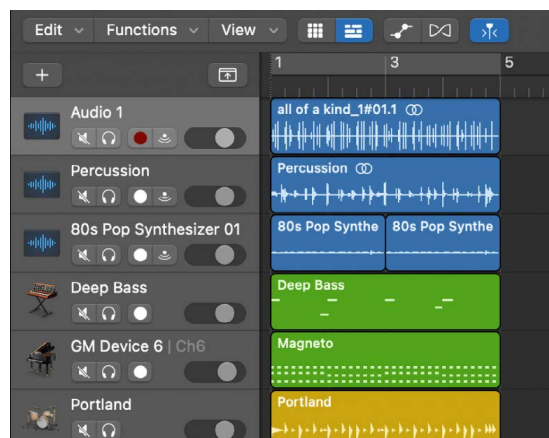 Edit Functions View
1 3 5
Audio 1
all of a kind_1#01.1
Percussion
Percussion
80s Pop Synthesizer 01
80s Pop Synthe 80s Pop Synthe
Deep Bass
Deep Bass
GM Device 6 | Ch6
Magneto
Portland
Portland